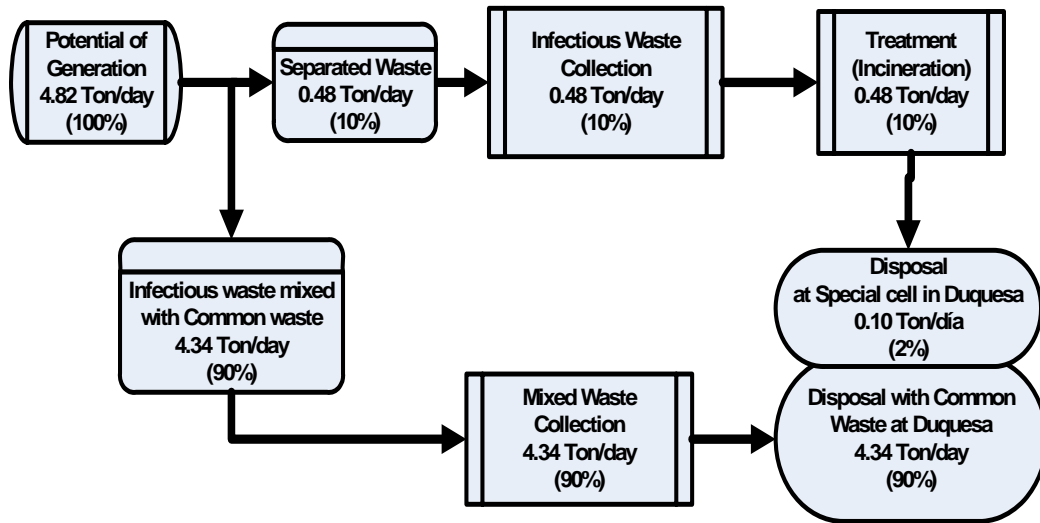 Potential of
Generation
4.82 Ton/day
(100%)
Separated Waste
0.48 Ton/day
(10%)
Infectious Waste
Collection
0.48 Ton/day
(10%)
Treatment
(Incineration)
0.48 Ton/day
(10%)
Infectious waste mixed
with Common waste
4.34 Ton/day
(90%)
Disposal
at Special cell in Duquesa
0.10 Ton/día
(2%)
Mixed Waste
Collection
4.34 Ton/day
(90%)
Disposal with Common
Waste at Duquesa
4.34 Ton/day
(90%)